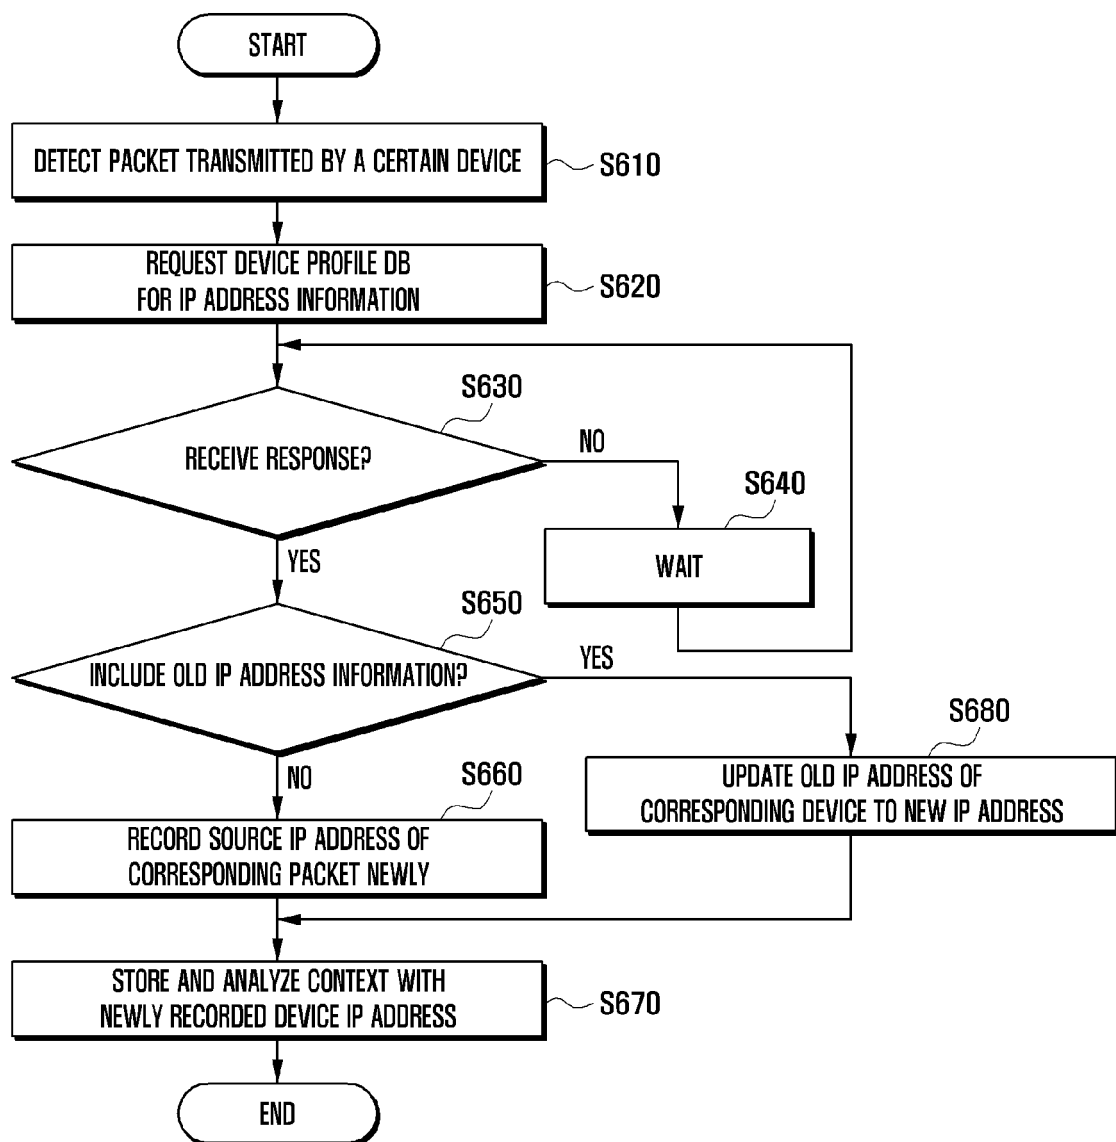 START
DETECT PACKET TRANSMITTED BY A CERTAIN DEVICE
S610
REQUEST DEVICE PROFILE DB
FOR IP ADDRESS INFORMATION
S620
S630
RECEIVE RESPONSE?
NO
S640
WAIT
YES
S650
INCLUDE OLD IP ADDRESS INFORMATION?
YES
S680
UPDATE OLD IP ADDRESS OF
CORRESPONDING DEVICE TO NEW IP ADDRESS
NO
S660
RECORD SOURCE IP ADDRESS OF
CORRESPONDING PACKET NEWLY
STORE AND ANALYZE CONTEXT WITH
NEWLY RECORDED DEVICE IP ADDRESS
S670
END